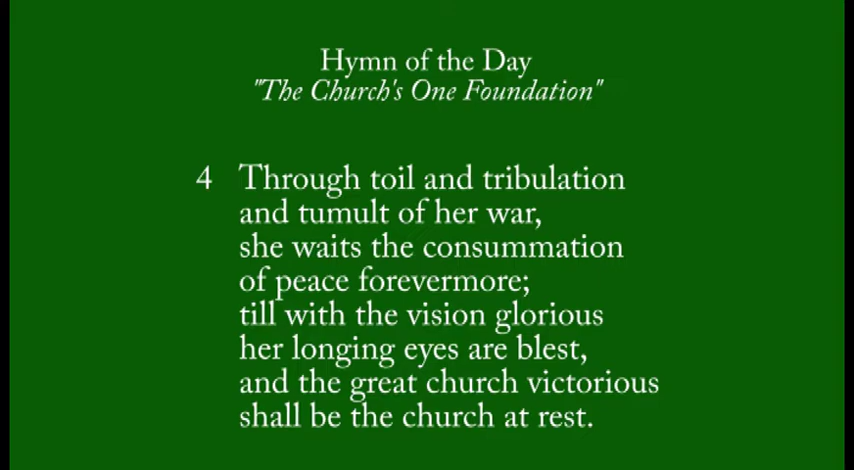 Hymn of the Day
"The Church's One Foundation"
4 Through toil and tribulation
and tumult of her war,
she waits the consummation
of peace forevermore;
till with the vision glorious
her longing eyes are blest,
and the great church victorious
shall be the church at rest.